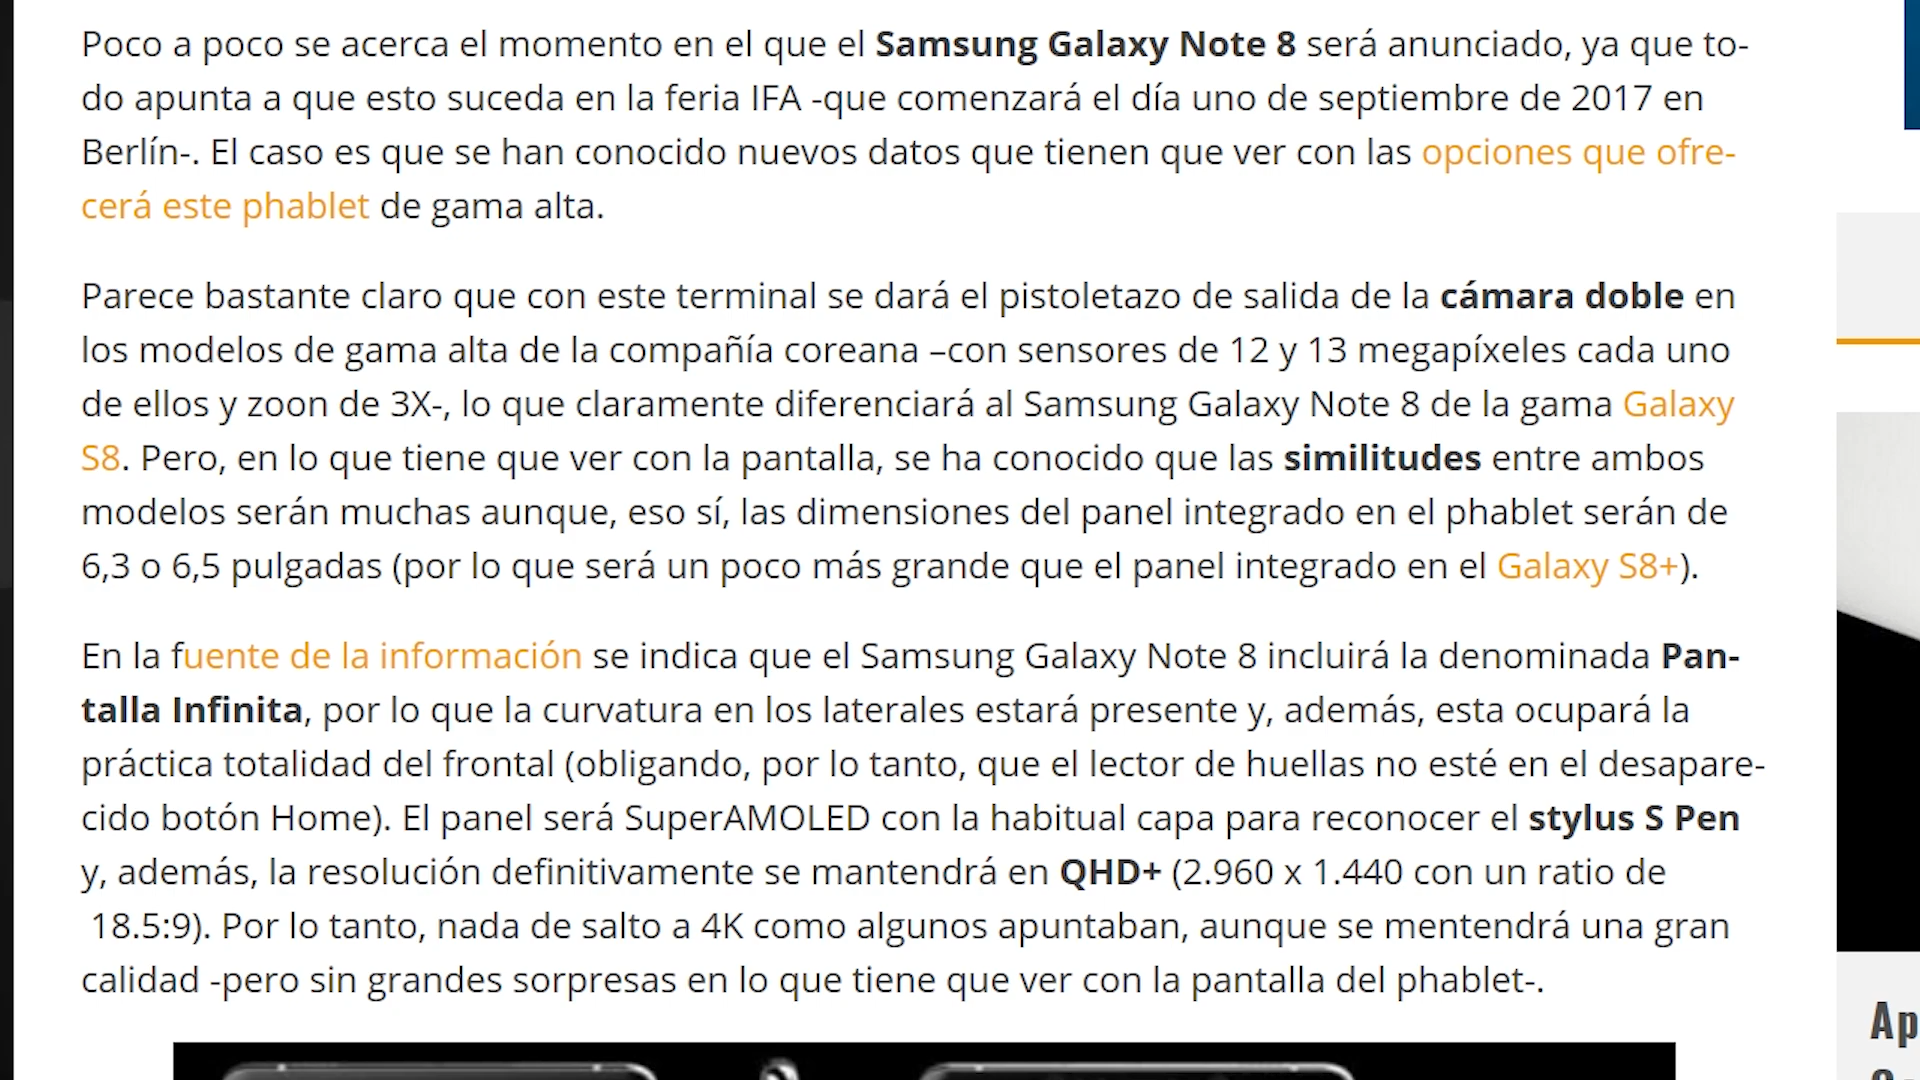 Poco a poco se acerca el momento en el que el Samsung Galaxy Note 8 será anunciado, ya que to-
do apunta a que esto suceda en la feria IFA -que comenzará el día uno de septiembre de 2017 en
Berlín-. El caso es que se han conocido nuevos datos que tienen que ver con las opciones que ofre-
cerá este phablet de gama alta.
Parece bastante claro que con este terminal se dará el pistoletazo de salida de la cámara doble en
los modelos de gama alta de la compañía coreana –con sensores de 12 y 13 megapíxeles cada uno
de ellos y zoon de 3X-, lo que claramente diferenciará al Samsung Galaxy Note 8 de la gama Galaxy
S8. Pero, en lo que tiene que ver con la pantalla, se ha conocido que las similitudes entre ambos
modelos serán muchas aunque, eso sí, las dimensiones del panel integrado en el phablet serán de
6,3 o 6,5 pulgadas (por lo que será un poco más grande que el panel integrado en el Galaxy S8+).
En la fuente de la información se indica que el Samsung Galaxy Note 8 incluirá la denominada Pan-
talla Infinita, por lo que la curvatura en los laterales estará presente y, además, esta ocupará la
práctica totalidad del frontal (obligando, por lo tanto, que el lector de huellas no esté en el desapare-
cido botón Home). El panel será SuperAMOLED con la habitual capa para reconocer el stylus S Pen
y, además, la resolución definitivamente se mantendrá en QHD+ (2.960 x 1.440 con un ratio de
18.5:9). Por lo tanto, nada de salto a 4K como algunos apuntaban, aunque se mentendrá una gran
calidad -pero sin grandes sorpresas en lo que tiene que ver con la pantalla del phablet-.
Ap